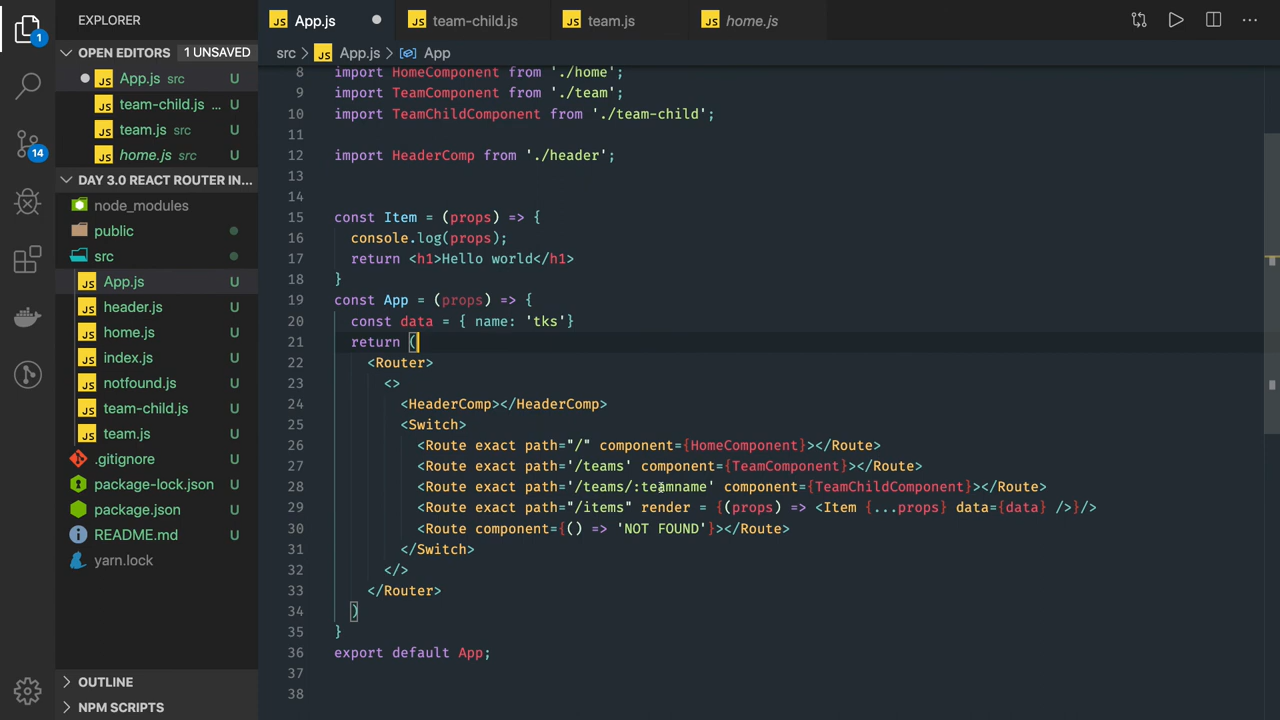 EXPLORER
OPEN EDITORS 1 UNSAVED
App.js src U
team-child.js ... U
team.js src U
home.js src U
DAY 3.0 REACT ROUTER IN...
node_modules
public
src
App.js U
header.js U
home.js U
index.js U
notfound.js U
team-child.js U
team.js U
.gitignore U
package-lock.json U
package.json U
README.md U
yarn.lock
OUTLINE
NPM SCRIPTS
1
14
JS App.js
JS team-child.js
JS team.js
JS home.js
src > JS App.js > App
8 import HomeComponent from './home';
9 import TeamComponent from './team';
10 import TeamChildComponent from './team-child';
11
12 import HeaderComp from './header';
13
14
15 const Item = (props) => {
16 console.log(props);
17 return <h1>Hello world</h1>
18 }
19 const App = (props) => {
20 const data = { name: 'tks'}
21 return (
22 <Router>
23 <>
24 <HeaderComp></HeaderComp>
25 <Switch>
26 <Route exact path="/" component={HomeComponent}></Route>
27 <Route exact path='/teams' component={TeamComponent}></Route>
28 <Route exact path='/teams/:teamname' component={TeamChildComponent}></Route>
29 <Route exact path="/items" render = {(props) => <Item {...props} data={data} />}/>
30 <Route component={() => 'NOT FOUND'}></Route>
31 </Switch>
32 </>
33 </Router>
34 )
35 }
36 export default App;
37
38